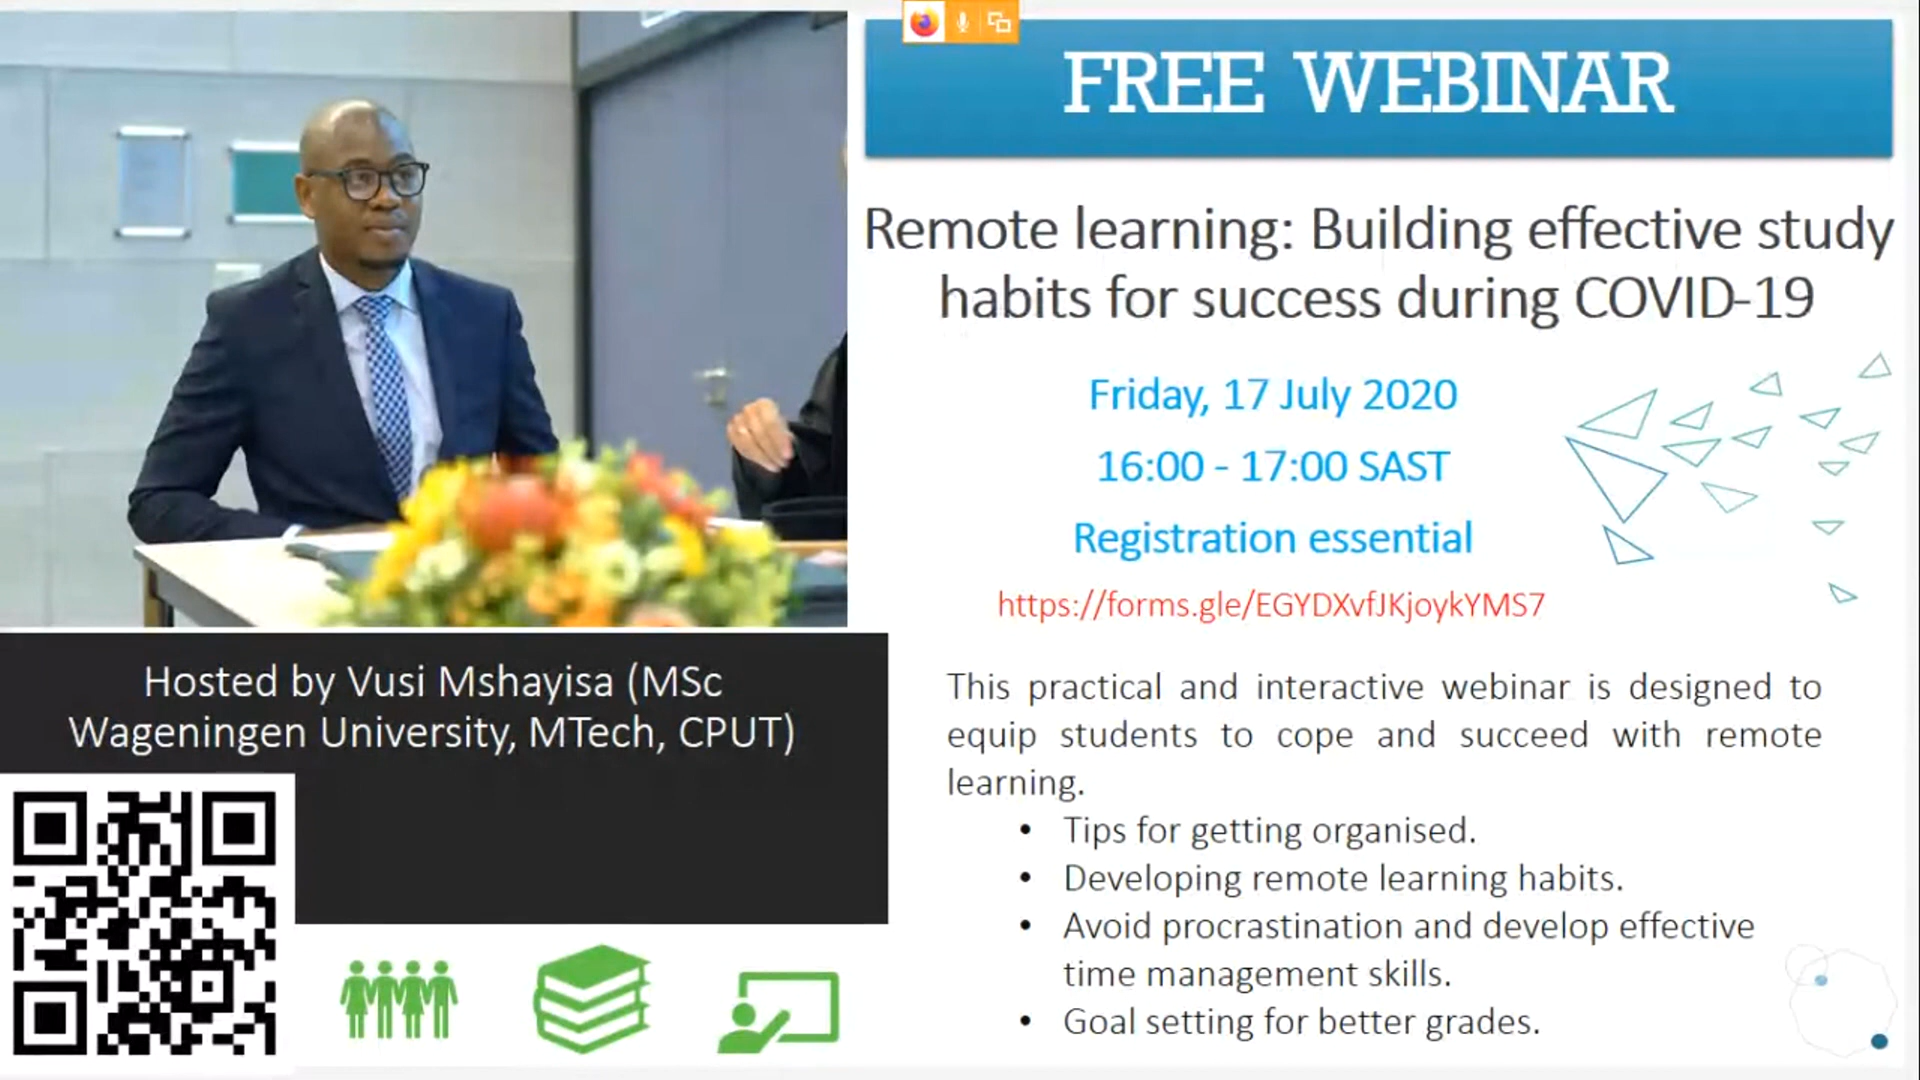 FREE WEBINAR
Remote learning: Building effective study
habits for success during COVID-19
Friday, 17 July 2020
16:00 - 17:00 SAST
Registration essential
https://forms.gle/EGYDXvfJKjoykYMS7
This practical and interactive webinar is designed to
equip students to cope and succeed with remote
learning.
• Tips for getting organised.
• Developing remote learning habits.
• Avoid procrastination and develop effective
time management skills.
• Goal setting for better grades.
Hosted by Vusi Mshayisa (MSc
Wageningen University, MTech, CPUT)